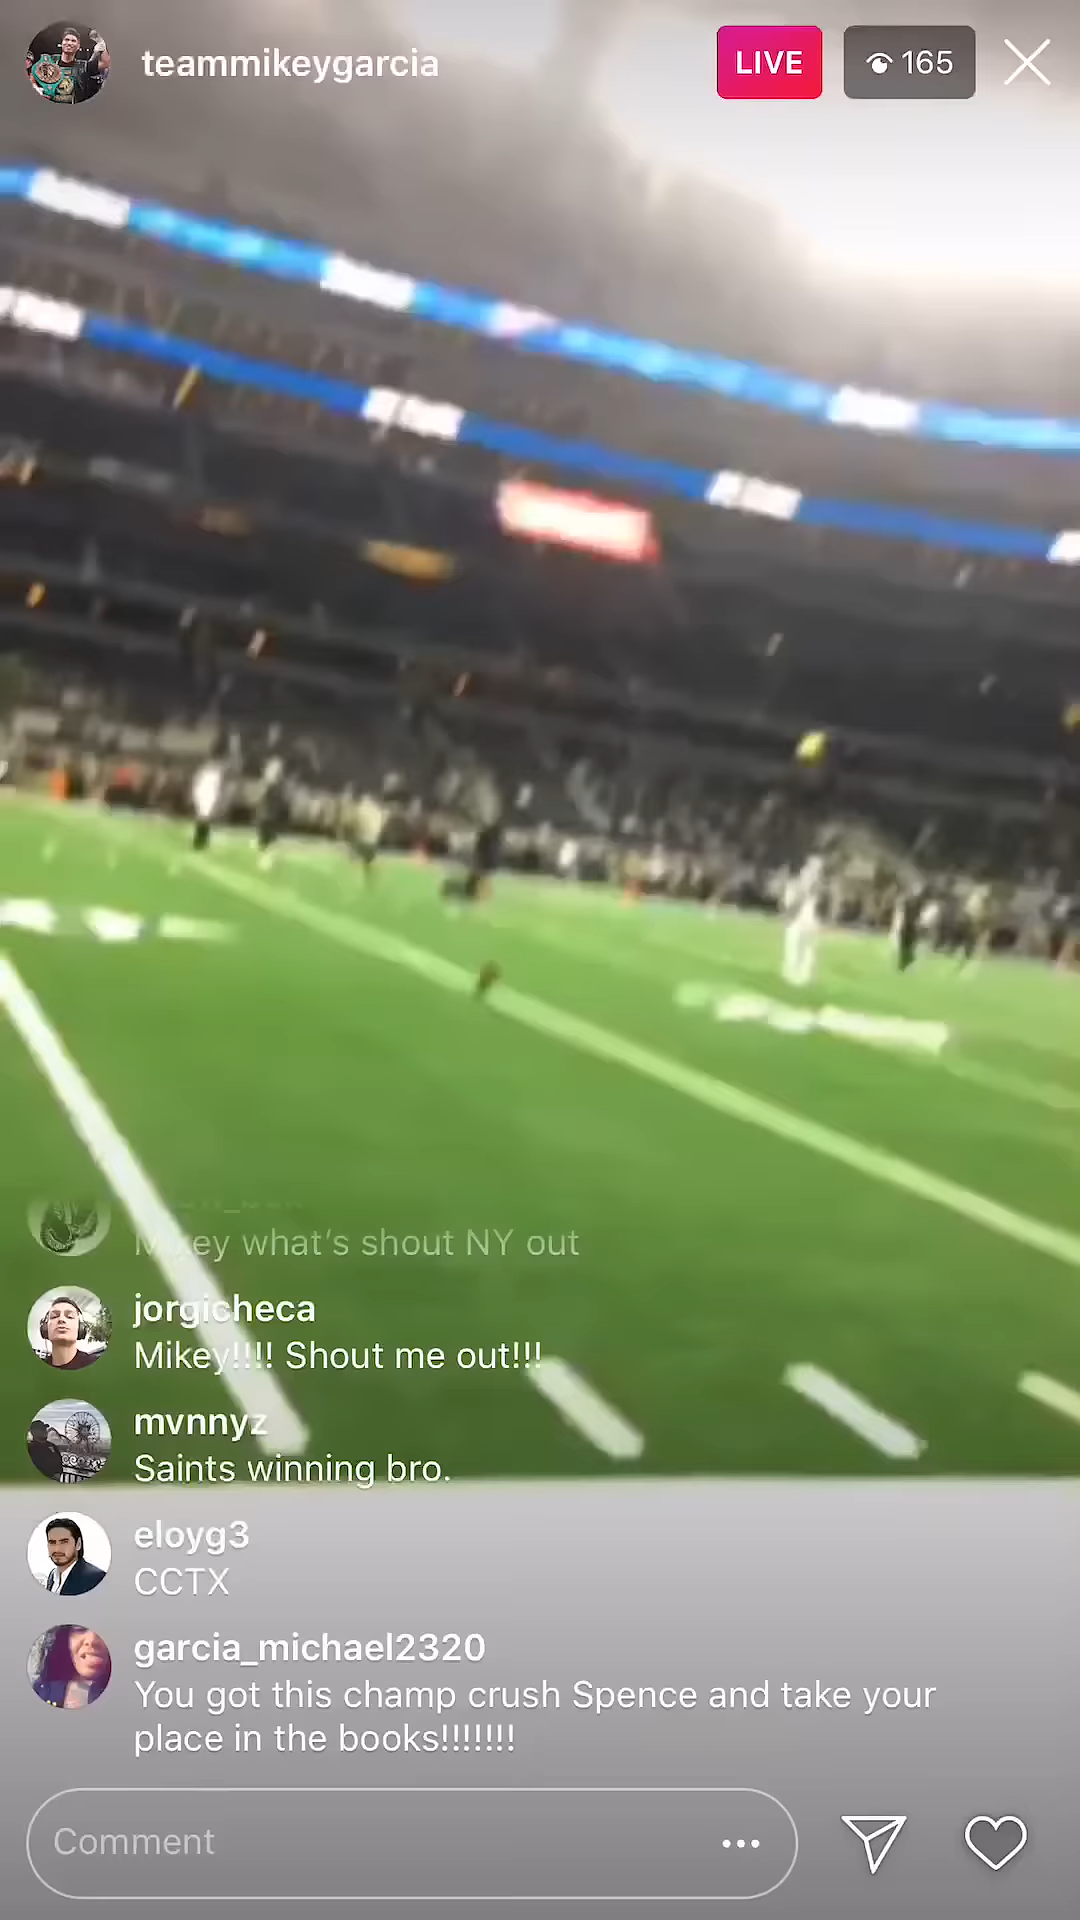 teammikeygarcia
LIVE
165
Mikey what's shout NY out
jorgicheca
Mikey!!!! Shout me out!!!
mvnnyz
Saints winning bro.
eloyg3
CCTX
garcia_michael2320
You got this champ crush Spence and take your
place in the books!!!!!!!
Comment